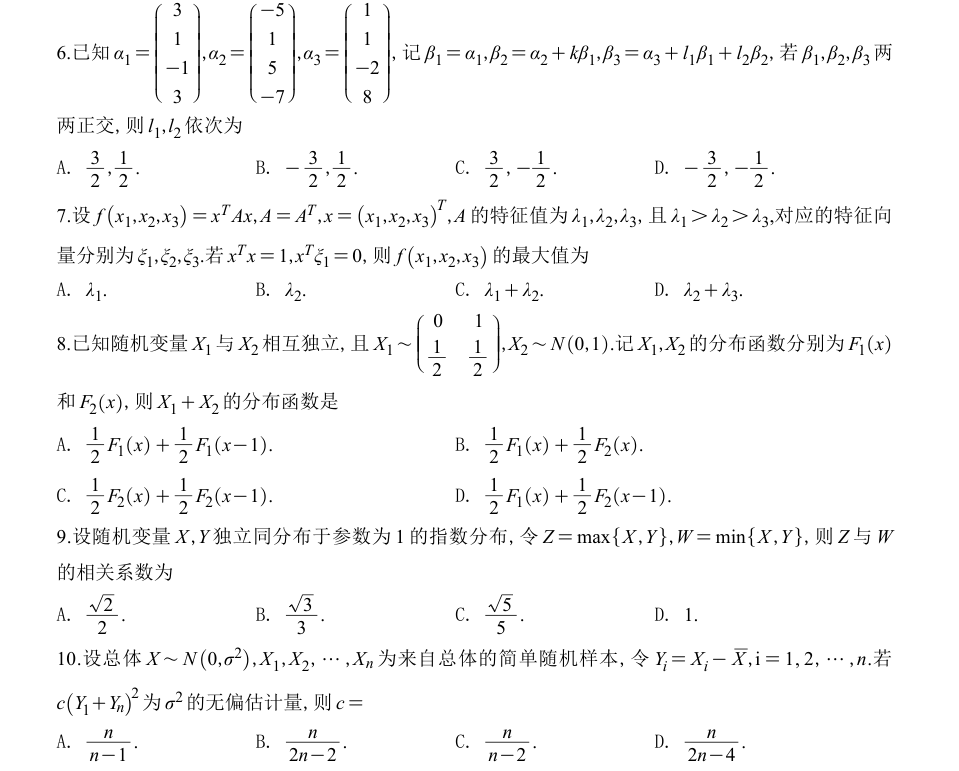 6.已知 α₁ = (3, 1, −1, 3)ᵀ, α₂ = (−5, 1, 5, −7)ᵀ, α₃ = (1, 1, −2, 8)ᵀ, 记 β₁ = α₁, β₂ = α₂ + kβ₁, β₃ = α₃ + l₁β₁ + l₂β₂, 若 β₁,β₂,β₃ 两
两正交, 则 l₁,l₂ 依次为
A. 3/2, 1/2. B. −3/2, 1/2. C. 3/2, −1/2. D. −3/2, −1/2.
7.设 f(x₁,x₂,x₃) = xᵀAx, A = Aᵀ, x = (x₁,x₂,x₃)ᵀ, A 的特征值为 λ₁,λ₂,λ₃, 且 λ₁ > λ₂ > λ₃,对应的特征向
量分别为 ξ₁,ξ₂,ξ₃.若 xᵀx = 1, xᵀξ₁ = 0, 则 f(x₁,x₂,x₃) 的最大值为
A. λ₁. B. λ₂. C. λ₁ + λ₂. D. λ₂ + λ₃.
8.已知随机变量 X₁ 与 X₂ 相互独立, 且 X₁ ~ (0 1; 1/2 1/2), X₂ ~ N(0,1).记 X₁,X₂ 的分布函数分别为 F₁(x)
和 F₂(x), 则 X₁ + X₂ 的分布函数是
A. 1/2 F₁(x) + 1/2 F₁(x−1). B. 1/2 F₁(x) + 1/2 F₂(x).
C. 1/2 F₂(x) + 1/2 F₂(x−1). D. 1/2 F₁(x) + 1/2 F₂(x−1).
9.设随机变量 X,Y 独立同分布于参数为 1 的指数分布, 令 Z = max{X,Y}, W = min{X,Y}, 则 Z 与 W
的相关系数为
A. √2/2. B. √3/3. C. √5/5. D. 1.
10.设总体 X ~ N(0,σ²), X₁,X₂, ⋯ ,Xₙ 为来自总体的简单随机样本, 令 Yᵢ = Xᵢ − X̄, i = 1, 2, ⋯ , n.若
c(Y₁ + Yₙ)² 为 σ² 的无偏估计量, 则 c =
A. n/(n−1). B. n/(2n−2). C. n/(n−2). D. n/(2n−4).